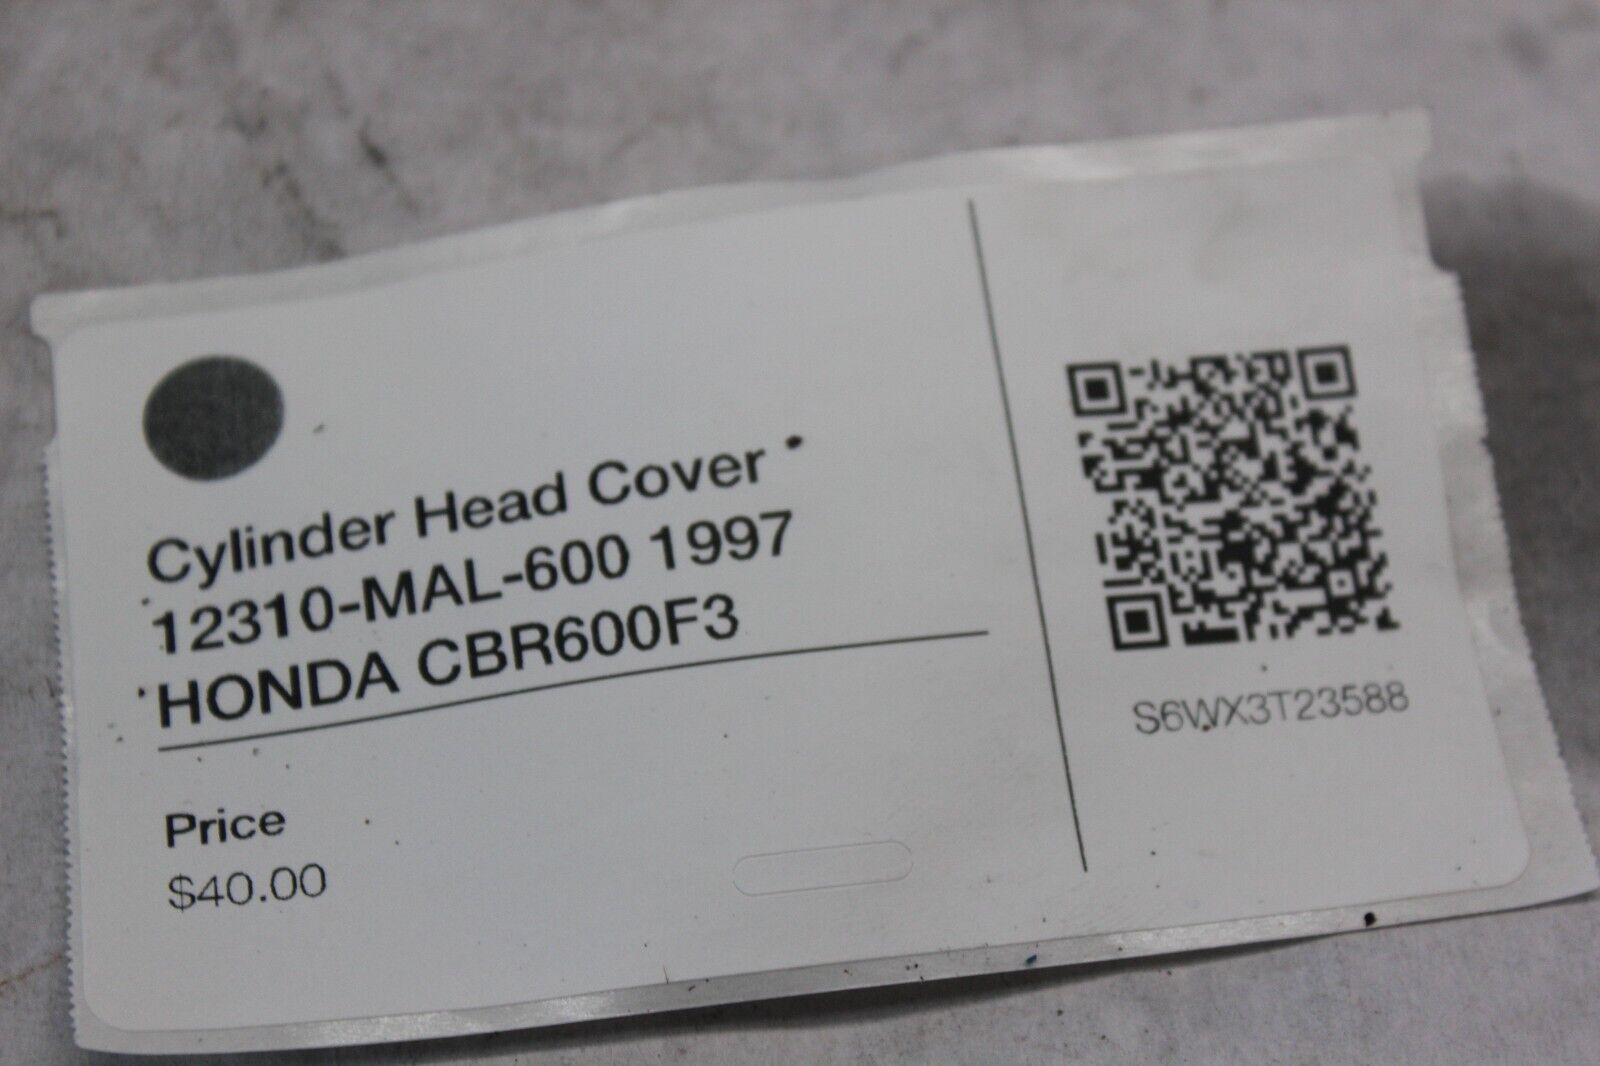 Cylinder Head Cover
12310-MAL-600 1997
HONDA CBR600F3
Price
$40.00
S6WX3T23588